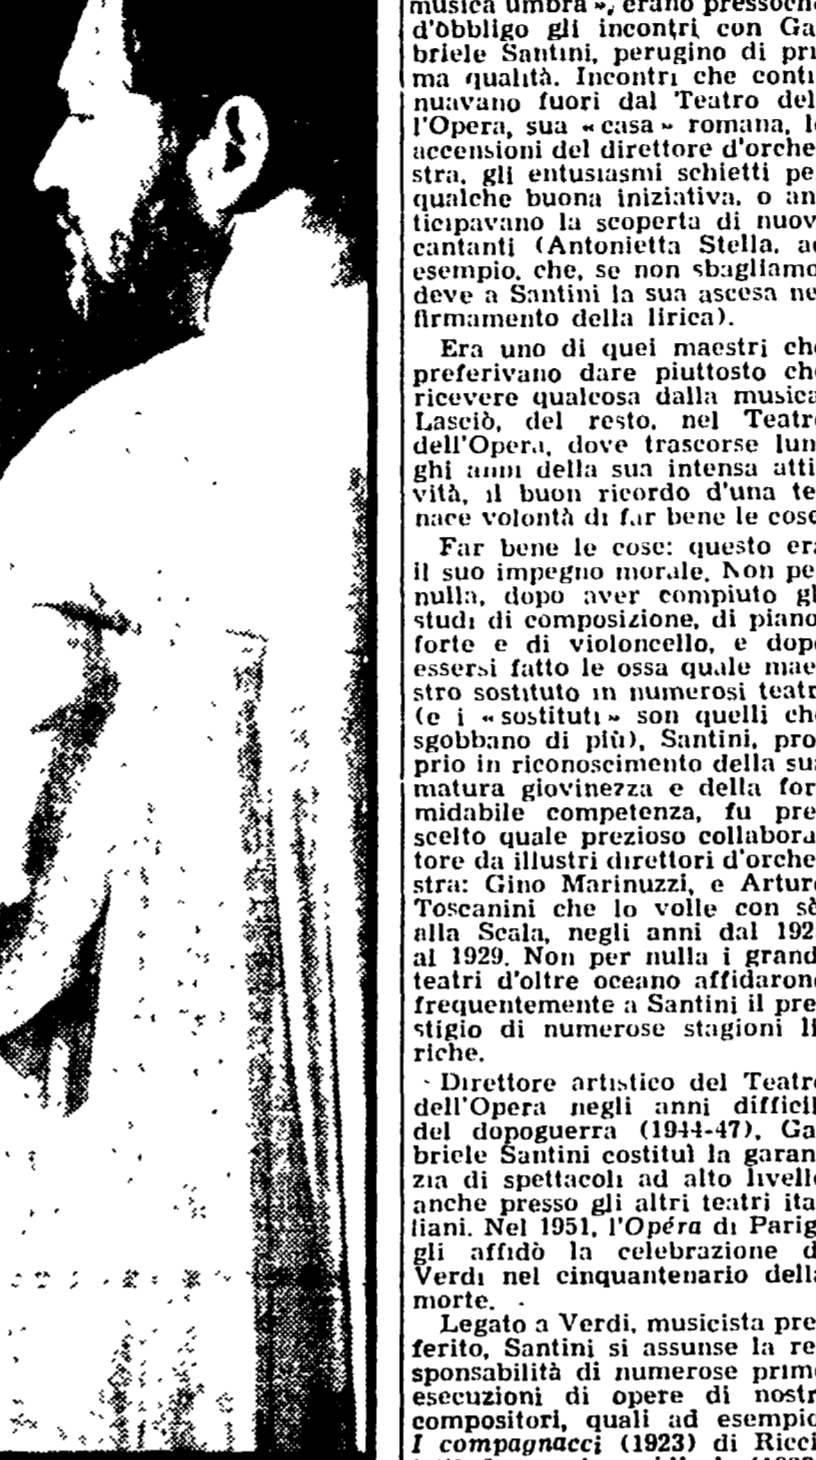 musica umbra », erano pressoch
d'obbligo gli incontri con Ga
briele Santini, perugino di pri
ma qualità. Incontri che conti
nuavano fuori dal Teatro del
l'Opera, sua « casa » romana, l
accensioni del direttore d'orche
stra, gli entusiasmi schietti pe
qualche buona iniziativa, o an
ticipavano la scoperta di nuov
cantanti (Antonietta Stella, ad
esempio, che, se non sbagliamo
deve a Santini la sua ascesa ne
firmamento della lirica).
Era uno di quei maestri che
preferivano dare piuttosto che
ricevere qualcosa dalla musica
Lasciò, del resto, nel Teatro
dell'Opera, dove trascorse lun
ghi anni della sua intensa atti
vità, il buon ricordo d'una te
nace volontà di far bene le cose
Far bene le cose: questo era
il suo impegno morale. Non pe
nulla, dopo aver compiuto gl
studi di composizione, di piano
forte e di violoncello, e dopo
essersi fatto le ossa quale mae
stro sostituto in numerosi teatr
(e i « sostituti » son quelli che
sgobbano di più), Santini, pro
prio in riconoscimento della sua
matura giovinezza e della for
midabile competenza, fu pre
scelto quale prezioso collabora
tore da illustri direttori d'orche
stra: Gino Marinuzzi, e Arturo
Toscanini che lo volle con sè
alla Scala, negli anni dal 192
al 1929. Non per nulla i grand
teatri d'oltre oceano affidarono
frequentemente a Santini il pre
stigio di numerose stagioni li
riche.
Direttore artistico del Teatro
dell'Opera negli anni difficil
del dopoguerra (1944-47), Ga
briele Santini costituì la garan
zia di spettacoli ad alto livello
anche presso gli altri teatri ita
liani. Nel 1951, l'Opéra di Parig
gli affidò la celebrazione d
Verdi nel cinquantenario della
morte.
Legato a Verdi, musicista pre
ferito, Santini si assunse la re
sponsabilità di numerose prime
esecuzioni di opere di nostr
compositori, quali ad esempio
I compagnacci (1923) di Ricci